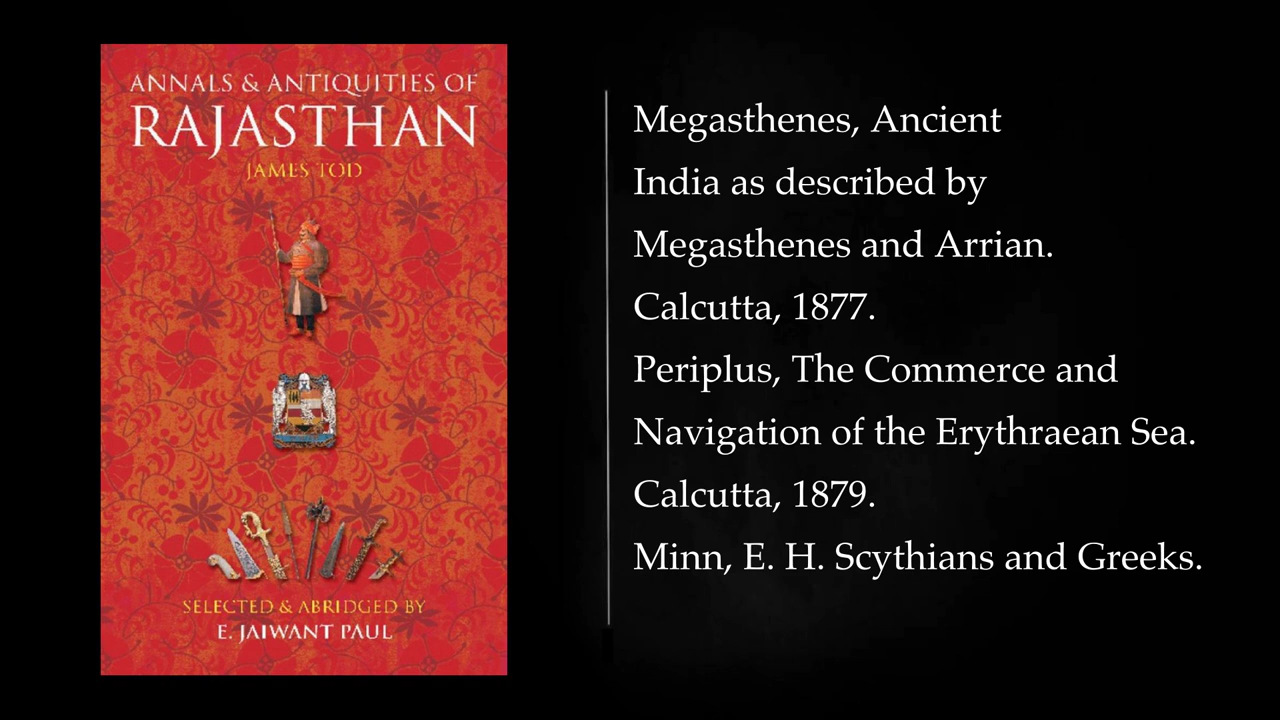 ANNALS & ANTIQUITIES OF
RAJASTHAN
JAMES TOD
SELECTED & ABRIDGED BY
E. JAIWANT PAUL
Megasthenes, Ancient
India as described by
Megasthenes and Arrian.
Calcutta, 1877.
Periplus, The Commerce and
Navigation of the Erythraean Sea.
Calcutta, 1879.
Minn, E. H. Scythians and Greeks.